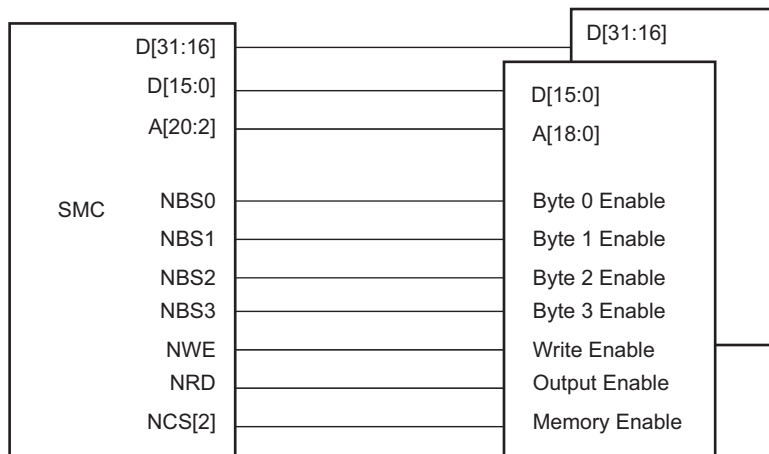 D[31:16] D[31:16]
D[15:0] D[15:0]
A[20:2] A[18:0]
SMC NBS0 Byte 0 Enable
NBS1 Byte 1 Enable
NBS2 Byte 2 Enable
NBS3 Byte 3 Enable
NWE Write Enable
NRD Output Enable
NCS[2] Memory Enable